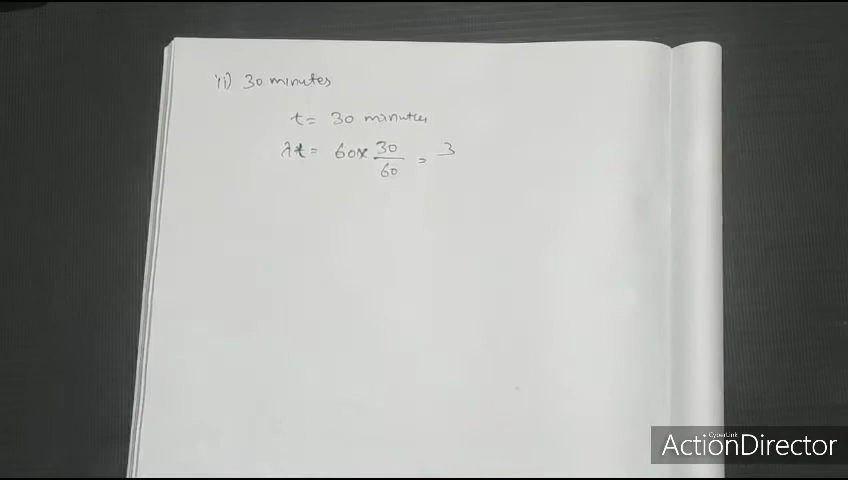 ii) 30 minutes
t = 30 minutes
λt = 60 × 30/60 = 3
CyberLink
ActionDirector